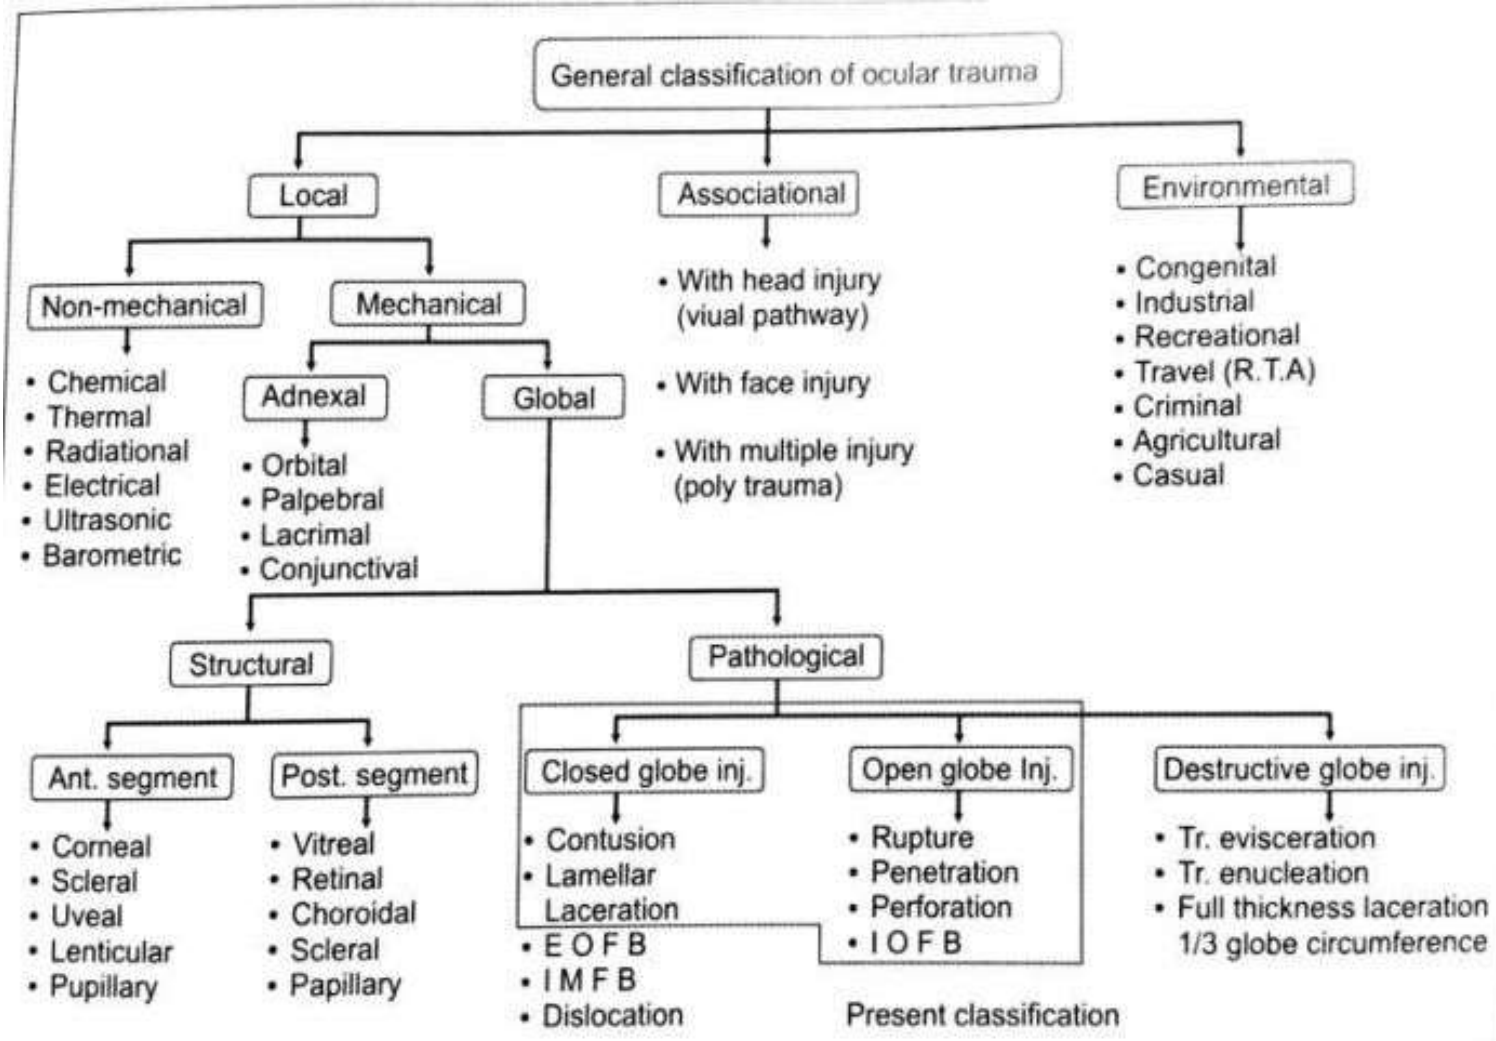 General classification of ocular trauma
Local
Associational
Environmental
Non-mechanical
Mechanical
• Chemical
• Thermal
• Radiational
• Electrical
• Ultrasonic
• Barometric
Adnexal
Global
• Orbital
• Palpebral
• Lacrimal
• Conjunctival
• With head injury
(viual pathway)
• With face injury
• With multiple injury
(poly trauma)
• Congenital
• Industrial
• Recreational
• Travel (R.T.A)
• Criminal
• Agricultural
• Casual
Structural
Pathological
Ant. segment
Post. segment
• Corneal
• Scleral
• Uveal
• Lenticular
• Pupillary
• Vitreal
• Retinal
• Choroidal
• Scleral
• Papillary
Closed globe inj.
Open globe Inj.
Destructive globe inj.
• Contusion
• Lamellar
Laceration
• E O F B
• I M F B
• Dislocation
• Rupture
• Penetration
• Perforation
• I O F B
• Tr. evisceration
• Tr. enucleation
• Full thickness laceration
1/3 globe circumference
Present classification